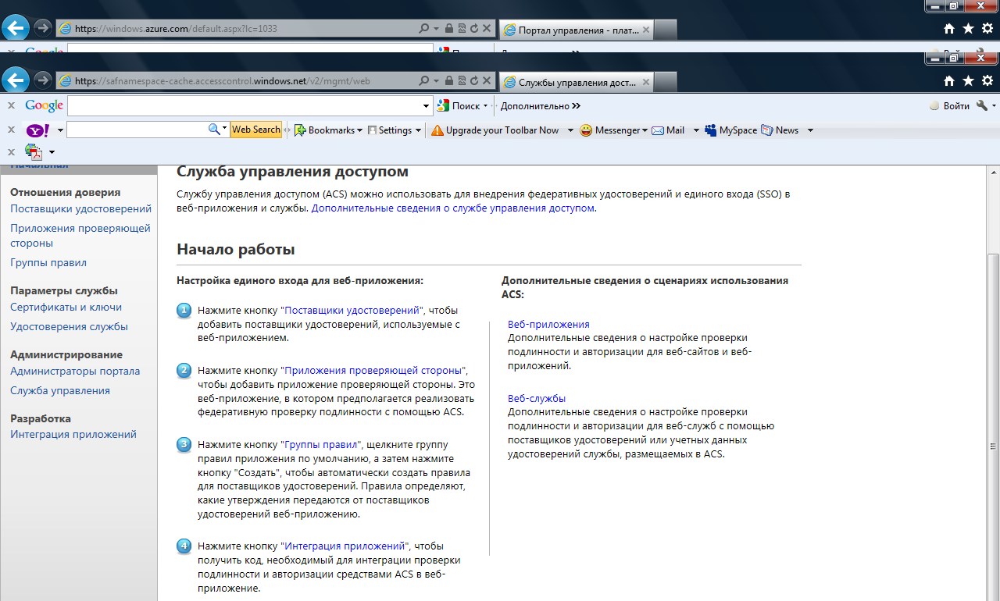 https://windows.azure.com/default.aspx?lc=1033
Портал управления - плат...
https://safnamespace-cache.accesscontrol.windows.net/v2/mgmt/web
Службы управления дост...
Google
Поиск
Дополнительно
Войти
Y!
Web Search
Bookmarks
Settings
Upgrade your Toolbar Now
Messenger
Mail
MySpace
News
Начальная
Отношения доверия
Поставщики удостоверений
Приложения проверяющей
стороны
Группы правил
Параметры службы
Сертификаты и ключи
Удостоверения службы
Администрирование
Администраторы портала
Служба управления
Разработка
Интеграция приложений
Служба управления доступом
Службу управления доступом (ACS) можно использовать для внедрения федеративных удостоверений и единого входа (SSO) в
веб-приложения и службы. Дополнительные сведения о службе управления доступом.
Начало работы
Настройка единого входа для веб-приложения:
1 Нажмите кнопку "Поставщики удостоверений", чтобы
добавить поставщики удостоверений, используемые с
веб-приложением.
2 Нажмите кнопку "Приложения проверяющей стороны",
чтобы добавить приложение проверяющей стороны. Это
веб-приложение, в котором предполагается реализовать
федеративную проверку подлинности с помощью ACS.
3 Нажмите кнопку "Группы правил", щелкните группу
правил приложения по умолчанию, а затем нажмите
кнопку "Создать", чтобы автоматически создать правила
для поставщиков удостоверений. Правила определяют,
какие утверждения передаются от поставщиков
удостоверений веб-приложению.
4 Нажмите кнопку "Интеграция приложений", чтобы
получить код, необходимый для интеграции проверки
подлинности и авторизации средствами ACS в веб-
приложение.
Дополнительные сведения о сценариях использования
ACS:
Веб-приложения
Дополнительные сведения о настройке проверки
подлинности и авторизации для веб-сайтов и веб-
приложений.
Веб-службы
Дополнительные сведения о настройке проверки
подлинности и авторизации для веб-служб с помощью
поставщиков удостоверений или учетных данных
удостоверений службы, размещаемых в ACS.